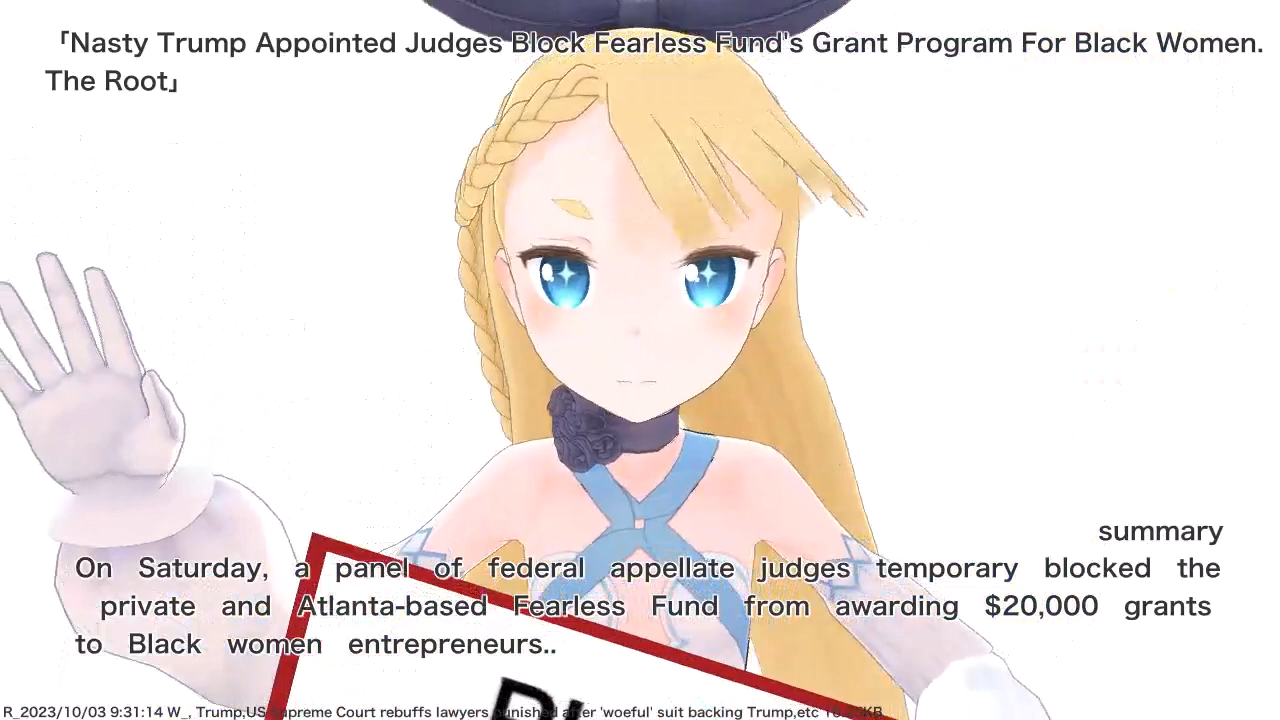 「Nasty Trump Appointed Judges Block Fearless Fund's Grant Program For Black Women.
The Root」
summary
On Saturday, a panel of federal appellate judges temporary blocked the
private and Atlanta-based Fearless Fund from awarding $20,000 grants
to Black women entrepreneurs..
R_2023/10/03 9:31:14 W_, Trump,US Supreme Court rebuffs lawyers punished after 'woeful' suit backing Trump,etc